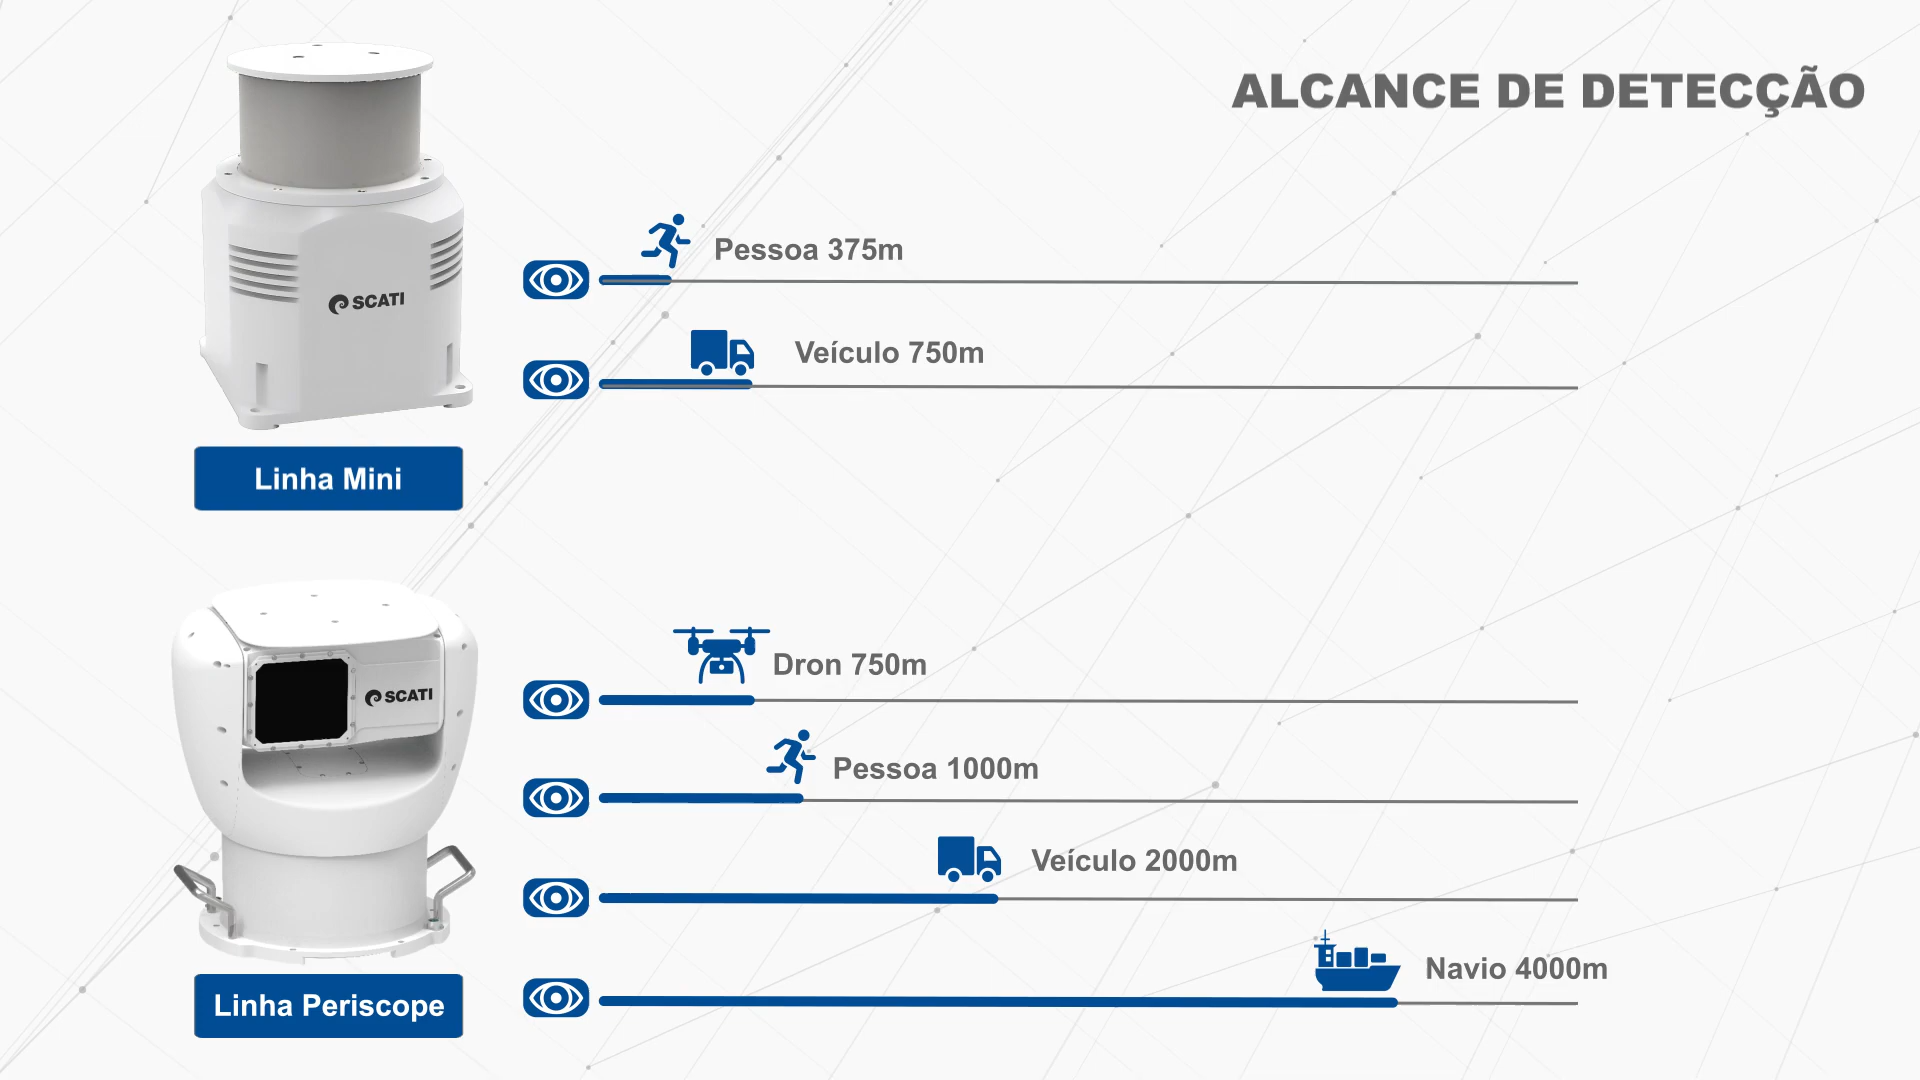 ALCANCE DE DETECÇÃO
SCATI
Pessoa 375m
Veículo 750m
Linha Mini
SCATI
Dron 750m
Pessoa 1000m
Veículo 2000m
Navio 4000m
Linha Periscope